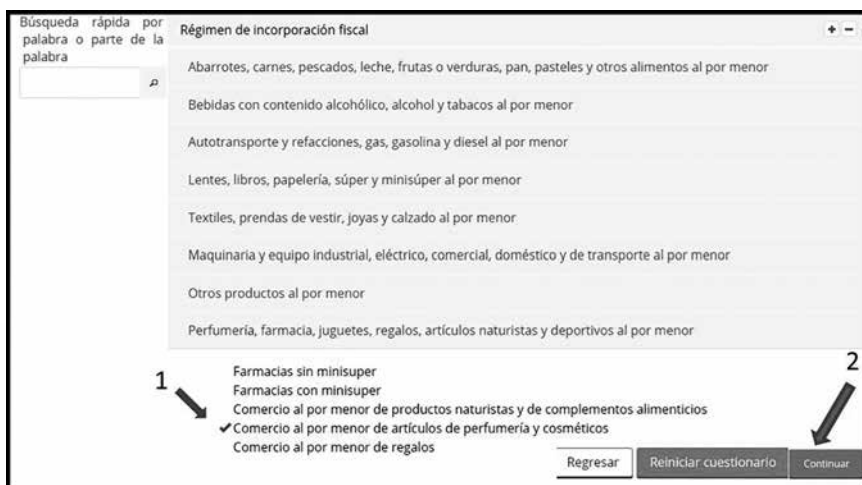 Búsqueda rápida por
palabra o parte de la
palabra
Régimen de incorporación fiscal
Abarrotes, carnes, pescados, leche, frutas o verduras, pan, pasteles y otros alimentos al por menor
Bebidas con contenido alcohólico, alcohol y tabacos al por menor
Autotransporte y refacciones, gas, gasolina y diesel al por menor
Lentes, libros, papelería, súper y minisúper al por menor
Textiles, prendas de vestir, joyas y calzado al por menor
Maquinaria y equipo industrial, eléctrico, comercial, doméstico y de transporte al por menor
Otros productos al por menor
Perfumería, farmacia, juguetes, regalos, artículos naturistas y deportivos al por menor
Farmacias sin minisuper
Farmacias con minisuper
Comercio al por menor de productos naturistas y de complementos alimenticios
Comercio al por menor de artículos de perfumería y cosméticos
Comercio al por menor de regalos
1
2
Regresar
Reiniciar cuestionario
Continuar